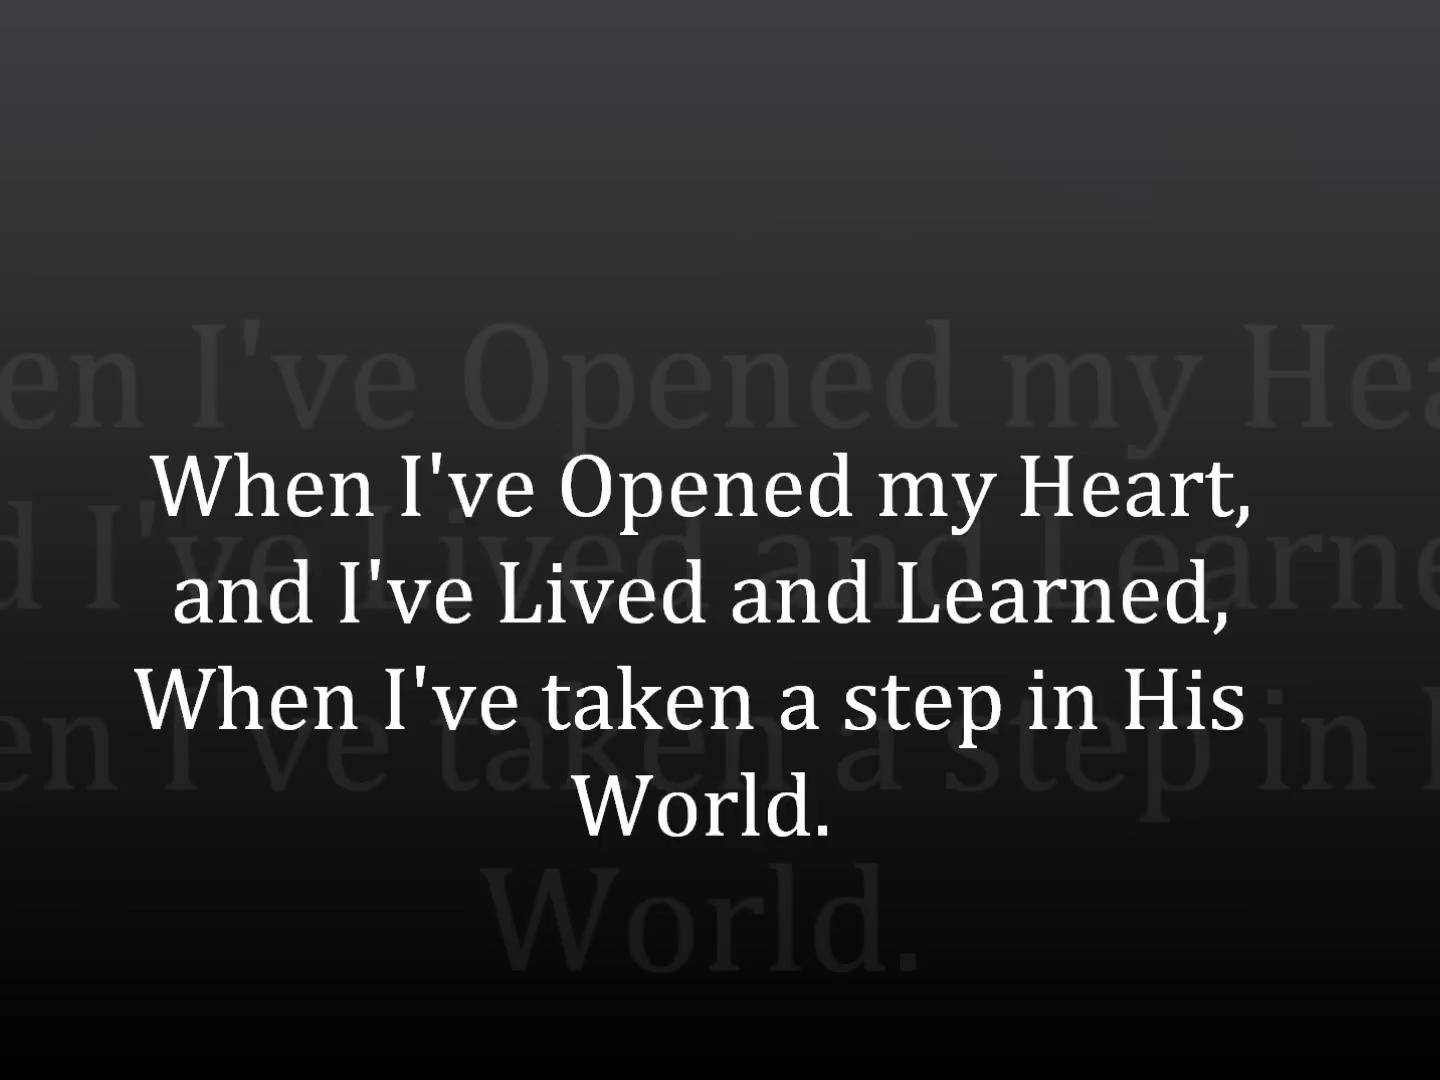 When I've Opened my Heart,
and I've Lived and Learned,
When I've taken a step in His
World.